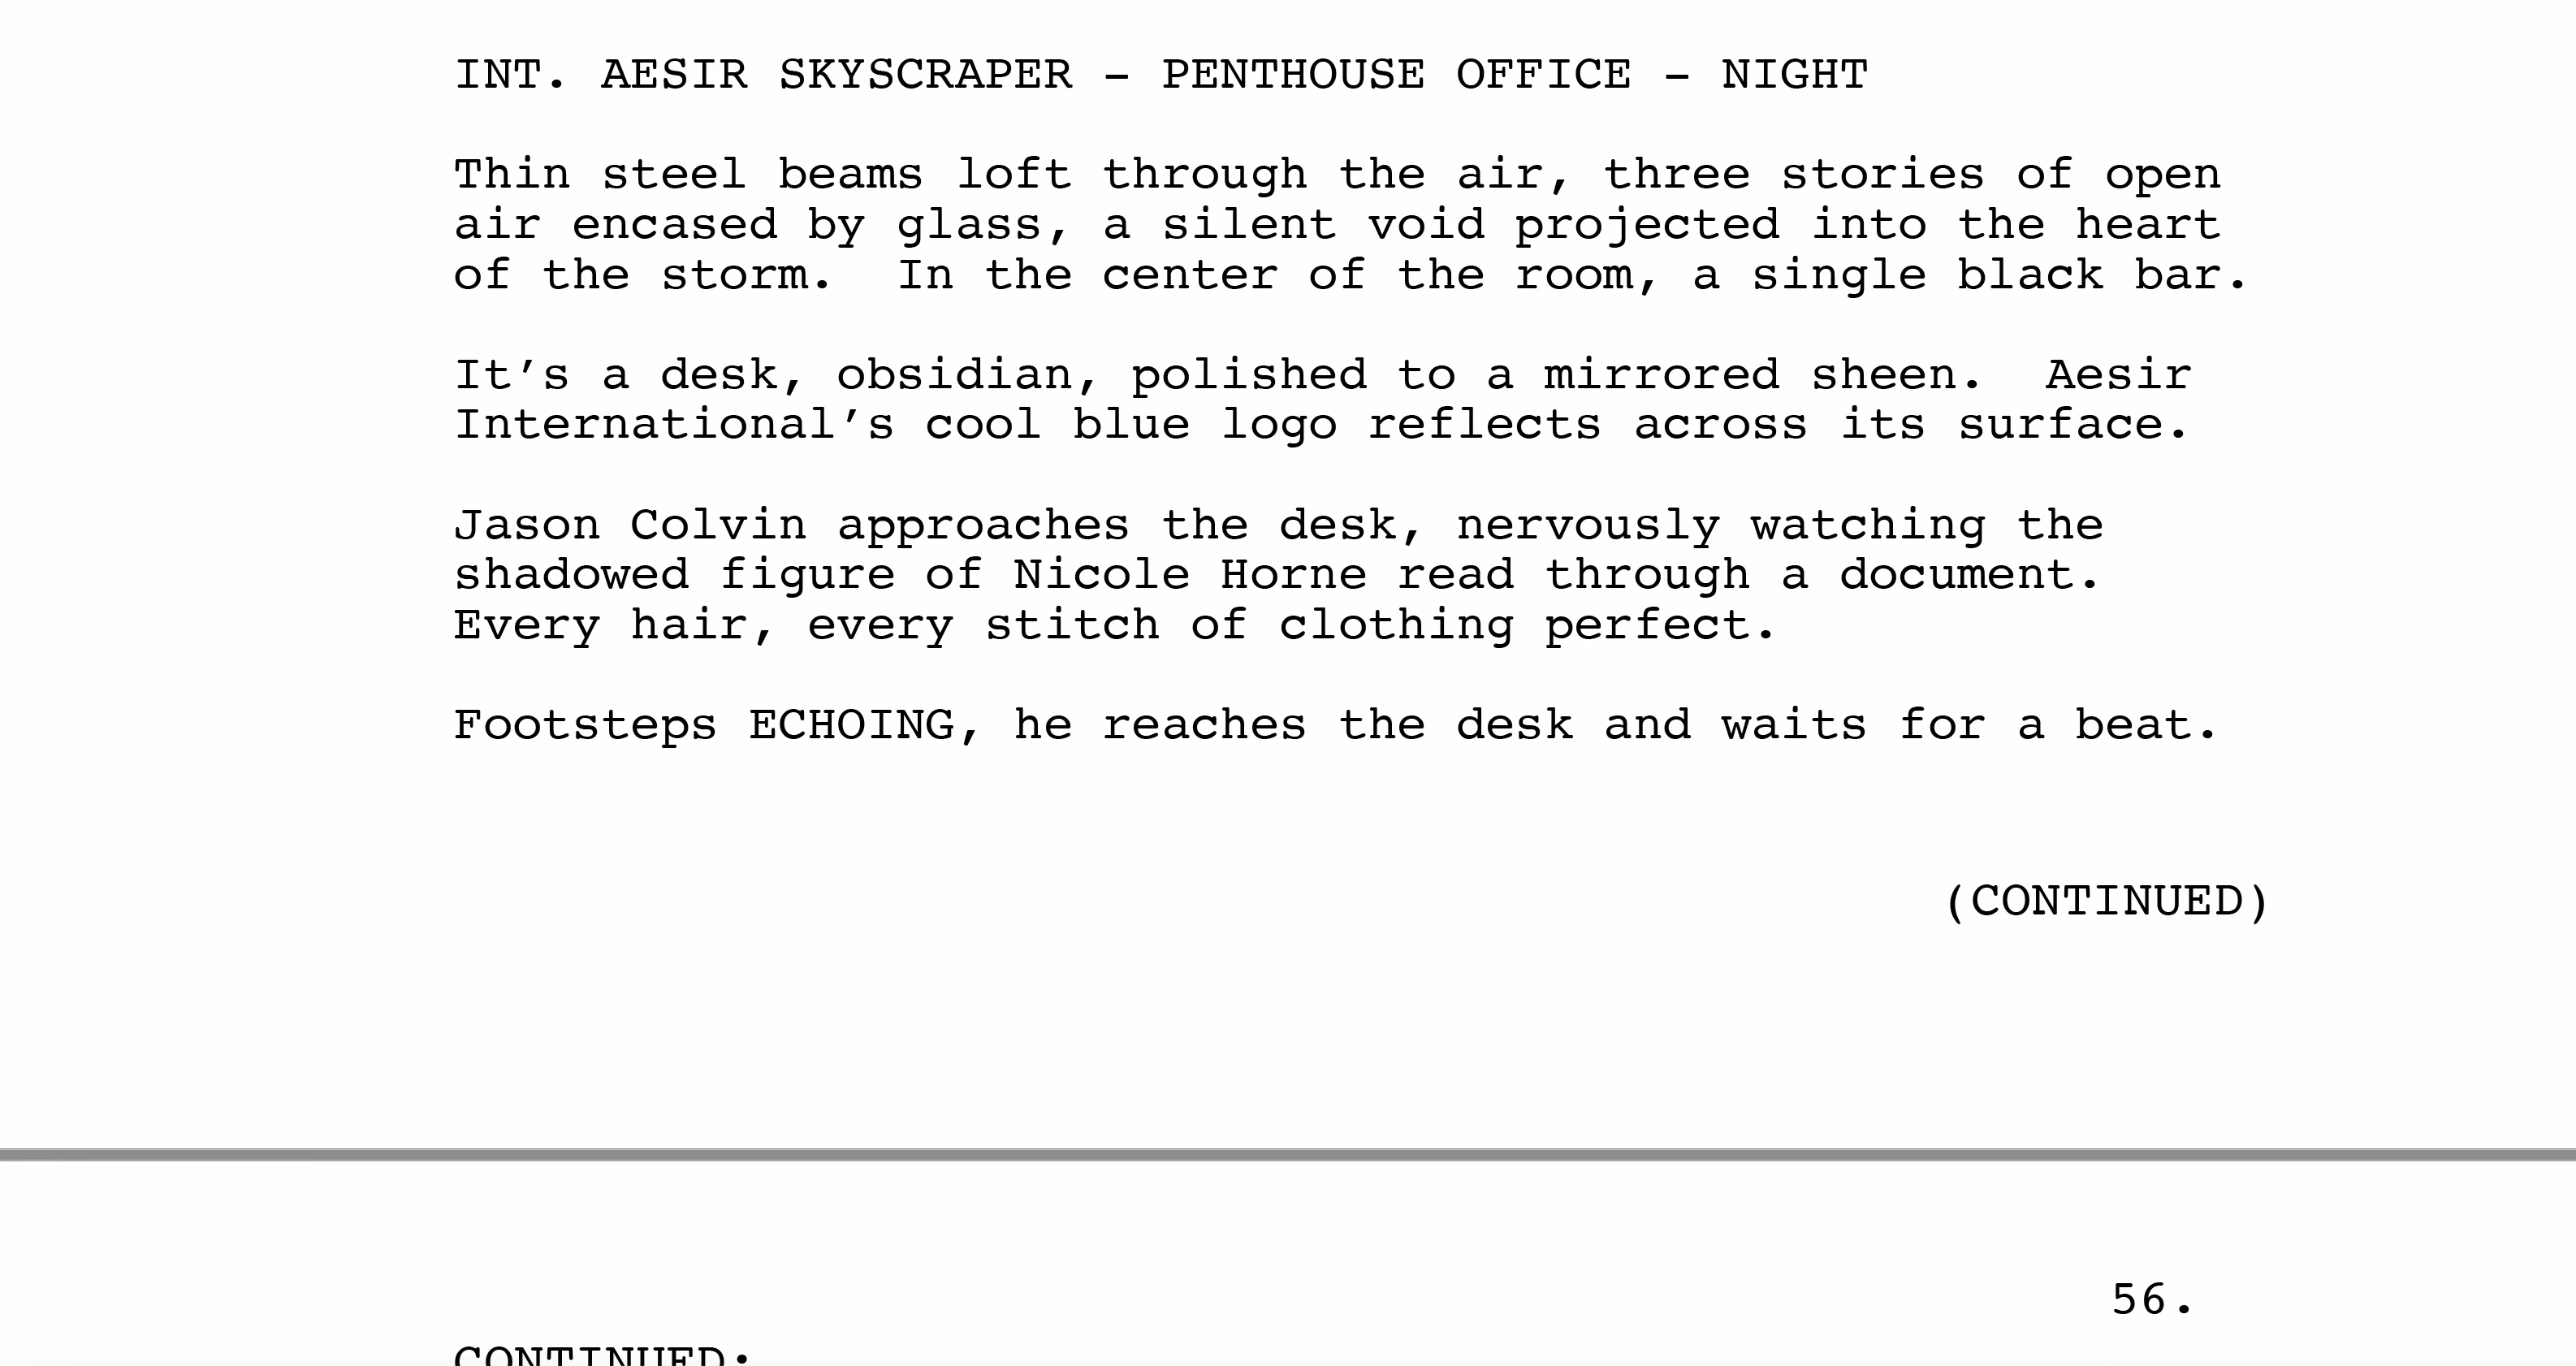 INT. AESIR SKYSCRAPER - PENTHOUSE OFFICE - NIGHT
Thin steel beams loft through the air, three stories of open
air encased by glass, a silent void projected into the heart
of the storm.  In the center of the room, a single black bar.
It’s a desk, obsidian, polished to a mirrored sheen.  Aesir
International’s cool blue logo reflects across its surface.
Jason Colvin approaches the desk, nervously watching the
shadowed figure of Nicole Horne read through a document.
Every hair, every stitch of clothing perfect.
Footsteps ECHOING, he reaches the desk and waits for a beat.
(CONTINUED)
56.
CONTINUED: